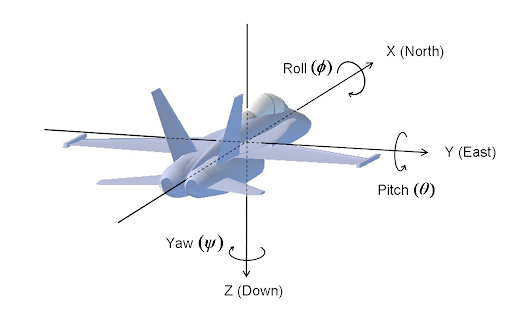 X (North)
Roll (ϕ)
Y (East)
Pitch (θ)
Yaw (ψ)
Z (Down)